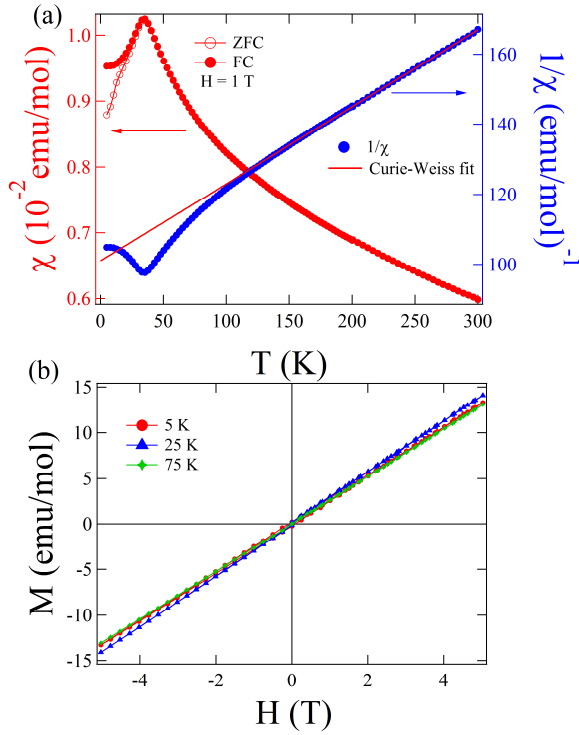 (a)
ZFC
FC
H = 1 T
1/χ
Curie-Weiss fit
χ (10-2 emu/mol)
1.0
0.9
0.8
0.7
0.6
1/χ (emu/mol)-1
160
140
120
100
0 50 100 150 200 250 300
T (K)
(b)
5 K
25 K
75 K
M (emu/mol)
15
10
5
0
-5
-10
-15
-4 -2 0 2 4
H (T)